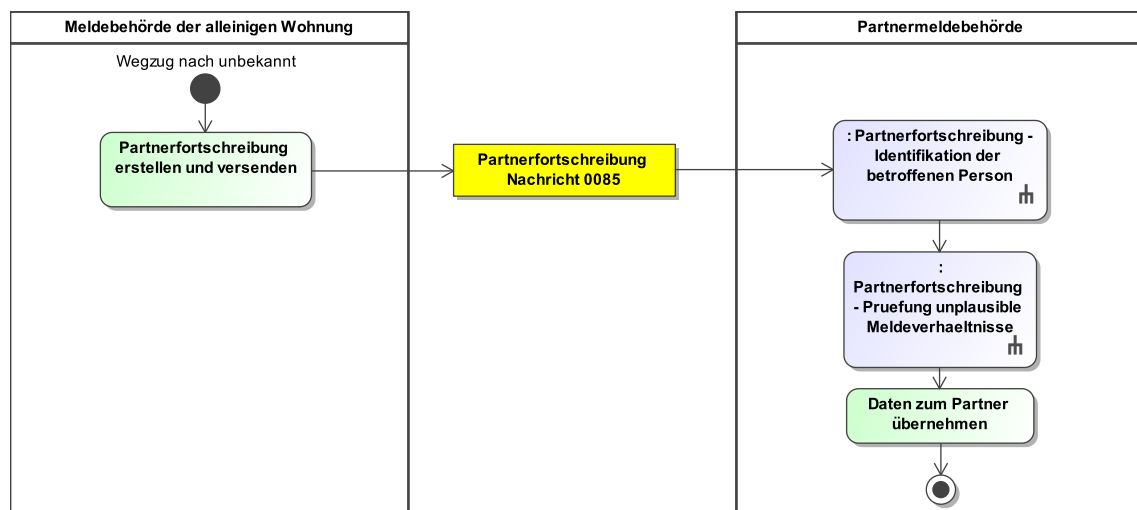 Meldebehörde der alleinigen Wohnung
Wegzug nach unbekannt
Partnerfortschreibung
erstellen und versenden
Partnerfortschreibung
Nachricht 0085
Partnermeldebehörde
: Partnerfortschreibung -
Identifikation der
betroffenen Person
:
Partnerfortschreibung
- Pruefung unplausible
Meldeverhaeltnisse
Daten zum Partner
übernehmen